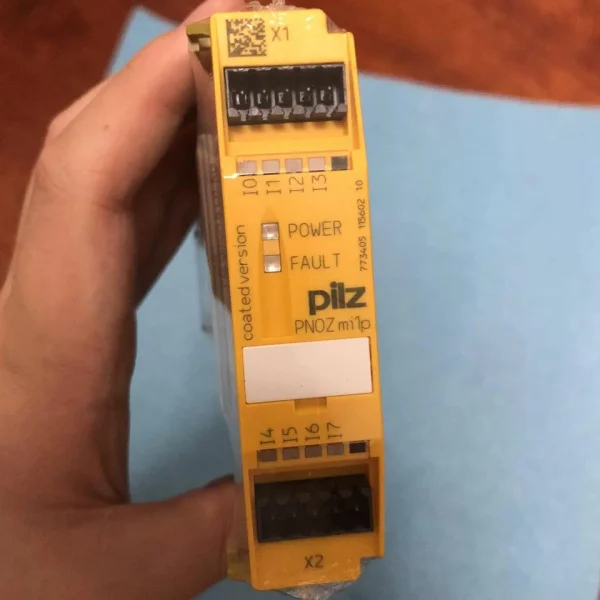 X1
I0 I1 I2 I3
POWER
FAULT
coated version
773405 115602 10
pilz
PNOZ mi1p
I4 I5 I6 I7
X2